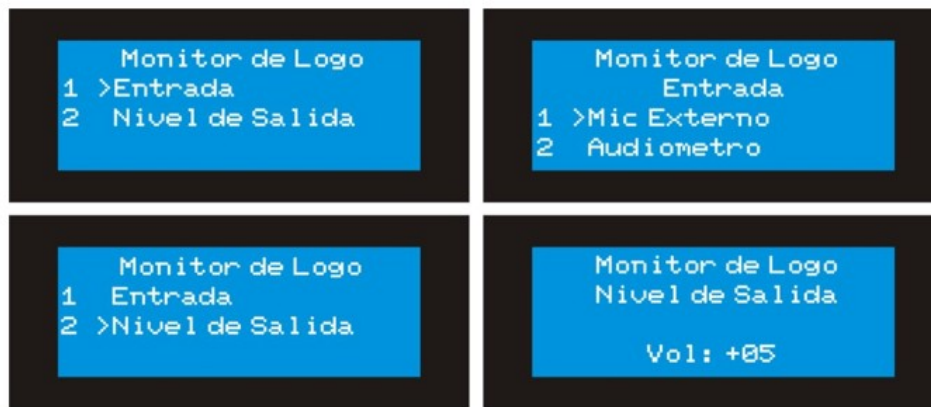 Monitor de Logo
1 >Entrada
2 Nivel de Salida
Monitor de Logo
Entrada
1 >Mic Externo
2 Audiometro
Monitor de Logo
1 Entrada
2 >Nivel de Salida
Monitor de Logo
Nivel de Salida
Vol: +05